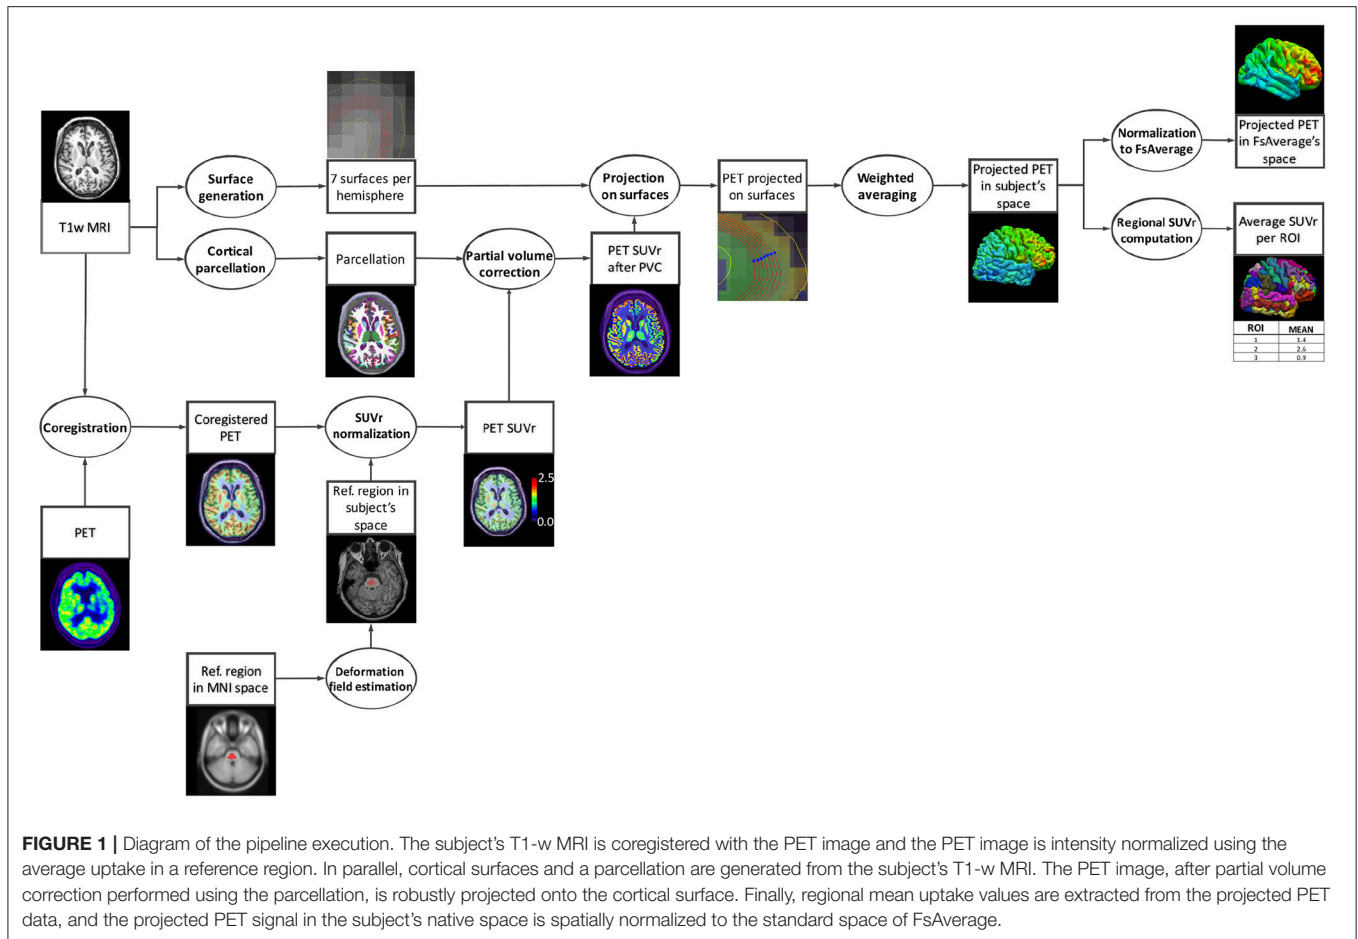 T1w MRI
Surface
generation
7 surfaces per
hemisphere
Projection
on surfaces
PET projected
on surfaces
Weighted
averaging
Projected PET
in subject's
space
Normalization
to FsAverage
Projected PET
in FsAverage's
space
Cortical
parcellation
Parcellation
Partial volume
correction
PET SUVr
after PVC
Regional SUVr
computation
Average SUVr
per ROI
ROI MEAN
1 1.4
2 2.6
3 0.9
Coregistration
Coregistered
PET
SUVr
normalization
PET SUVr
2.5
0.0
PET
Ref. region in
subject's
space
Ref. region
in MNI space
Deformation
field estimation
FIGURE 1 | Diagram of the pipeline execution. The subject's T1-w MRI is coregistered with the PET image and the PET image is intensity normalized using the
average uptake in a reference region. In parallel, cortical surfaces and a parcellation are generated from the subject's T1-w MRI. The PET image, after partial volume
correction performed using the parcellation, is robustly projected onto the cortical surface. Finally, regional mean uptake values are extracted from the projected PET
data, and the projected PET signal in the subject's native space is spatially normalized to the standard space of FsAverage.